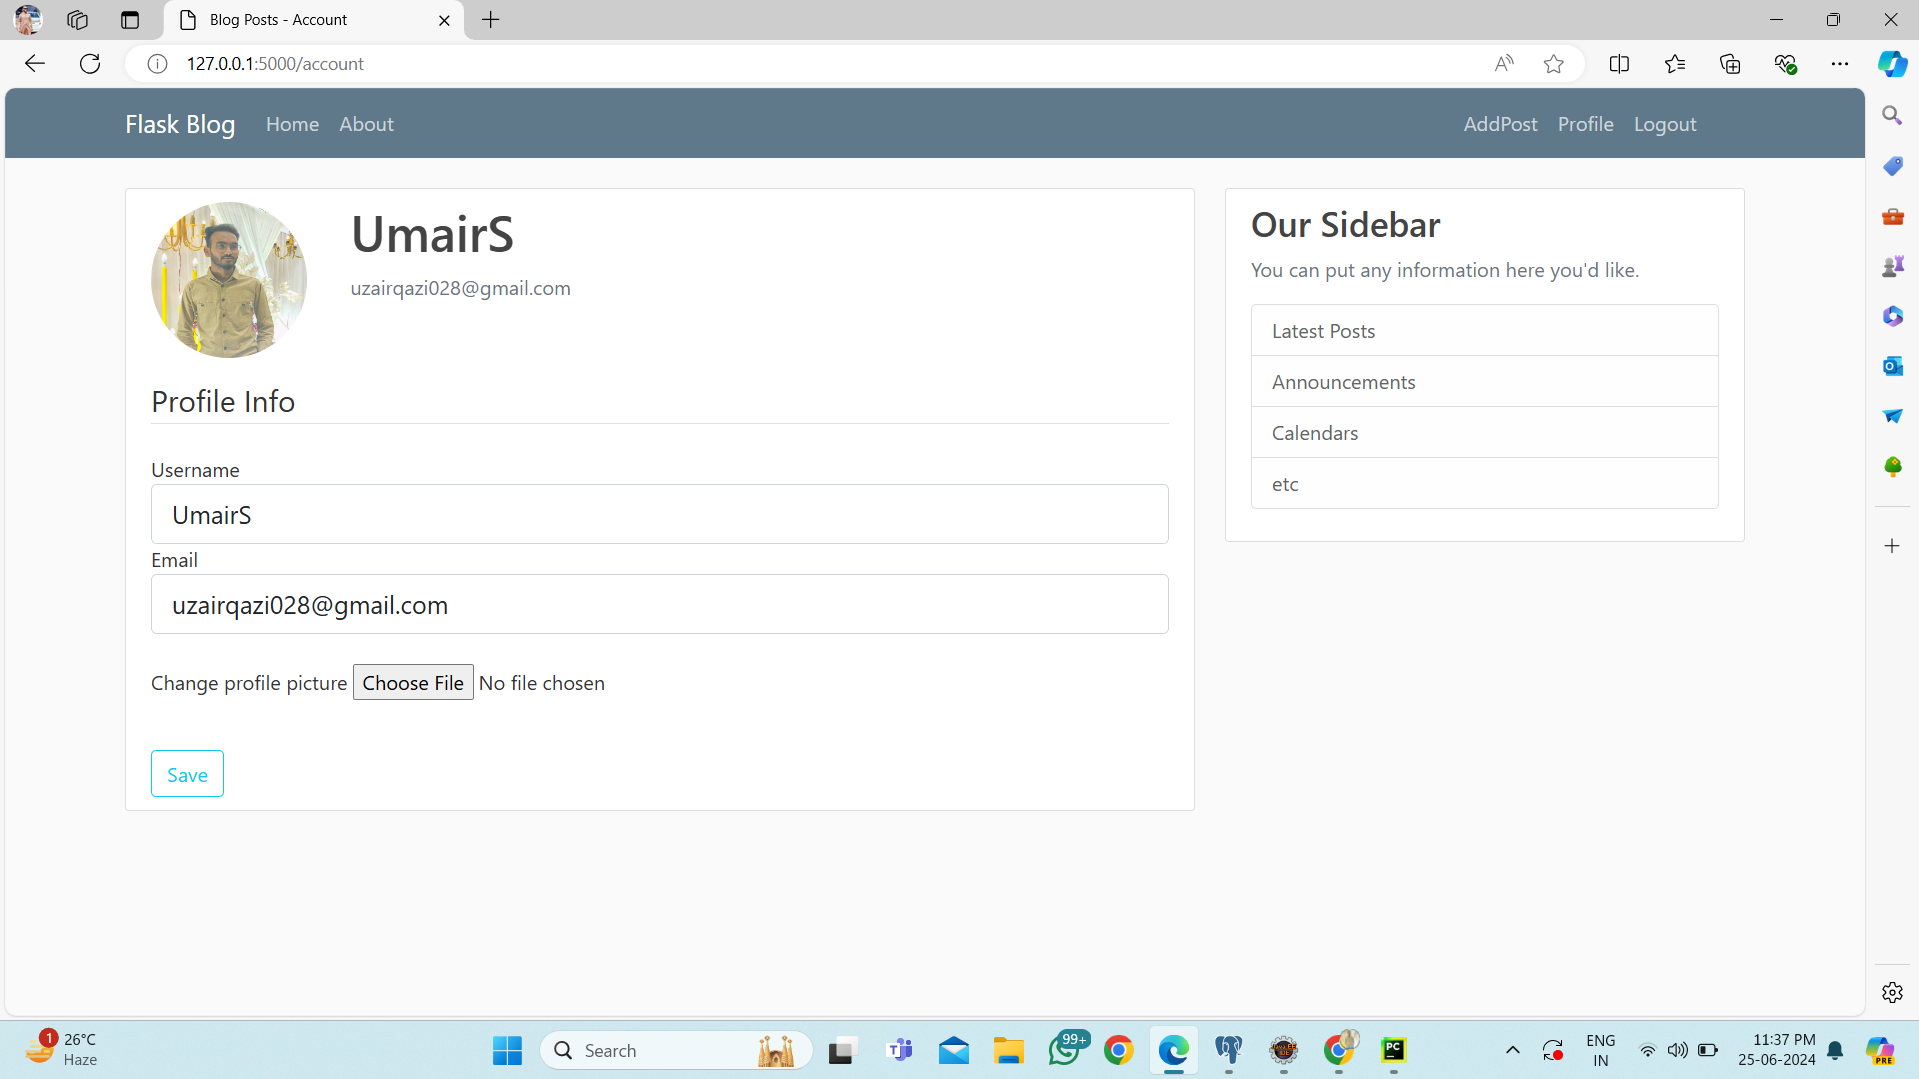 Blog Posts - Account
127.0.0.1:5000/account
Flask Blog Home About AddPost Profile Logout
UmairS
uzairqazi028@gmail.com
Profile Info
Username
UmairS
Email
uzairqazi028@gmail.com
Change profile picture Choose File No file chosen
Save
Our Sidebar
You can put any information here you'd like.
Latest Posts
Announcements
Calendars
etc
1
26°C
Haze
Search
99+
PC
ENG
IN
11:37 PM
25-06-2024
PRE